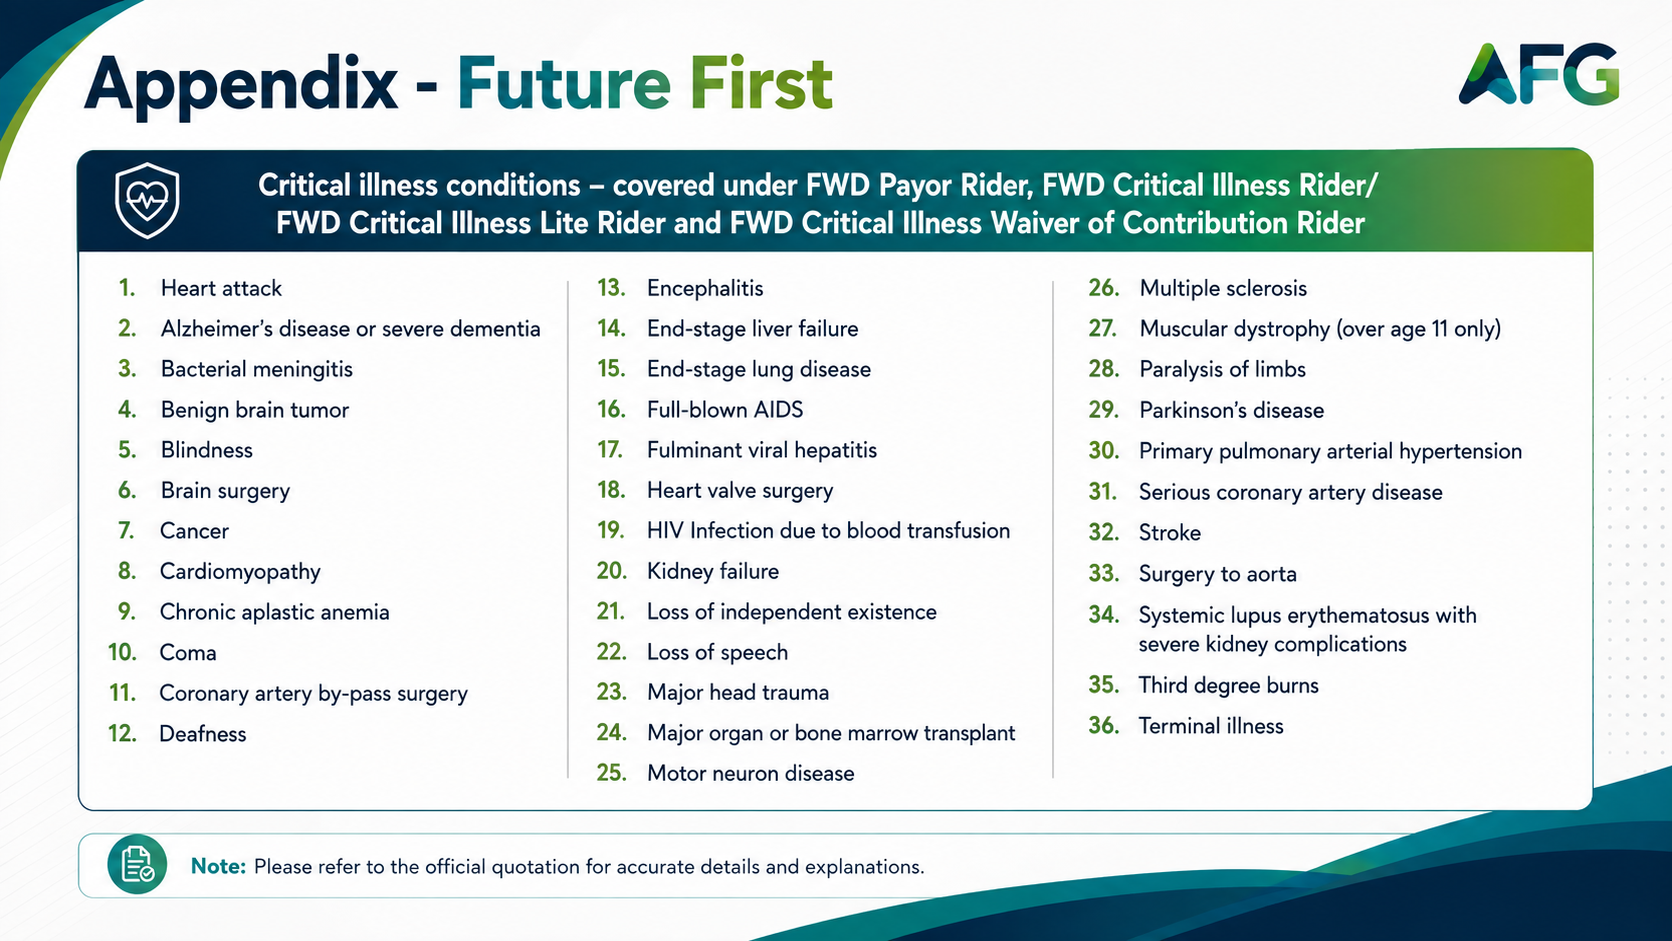 Appendix - Future First
AFG
Critical illness conditions – covered under FWD Payor Rider, FWD Critical Illness Rider/
FWD Critical Illness Lite Rider and FWD Critical Illness Waiver of Contribution Rider
1. Heart attack
2. Alzheimer's disease or severe dementia
3. Bacterial meningitis
4. Benign brain tumor
5. Blindness
6. Brain surgery
7. Cancer
8. Cardiomyopathy
9. Chronic aplastic anemia
10. Coma
11. Coronary artery by-pass surgery
12. Deafness
13. Encephalitis
14. End-stage liver failure
15. End-stage lung disease
16. Full-blown AIDS
17. Fulminant viral hepatitis
18. Heart valve surgery
19. HIV Infection due to blood transfusion
20. Kidney failure
21. Loss of independent existence
22. Loss of speech
23. Major head trauma
24. Major organ or bone marrow transplant
25. Motor neuron disease
26. Multiple sclerosis
27. Muscular dystrophy (over age 11 only)
28. Paralysis of limbs
29. Parkinson's disease
30. Primary pulmonary arterial hypertension
31. Serious coronary artery disease
32. Stroke
33. Surgery to aorta
34. Systemic lupus erythematosus with
severe kidney complications
35. Third degree burns
36. Terminal illness
Note: Please refer to the official quotation for accurate details and explanations.